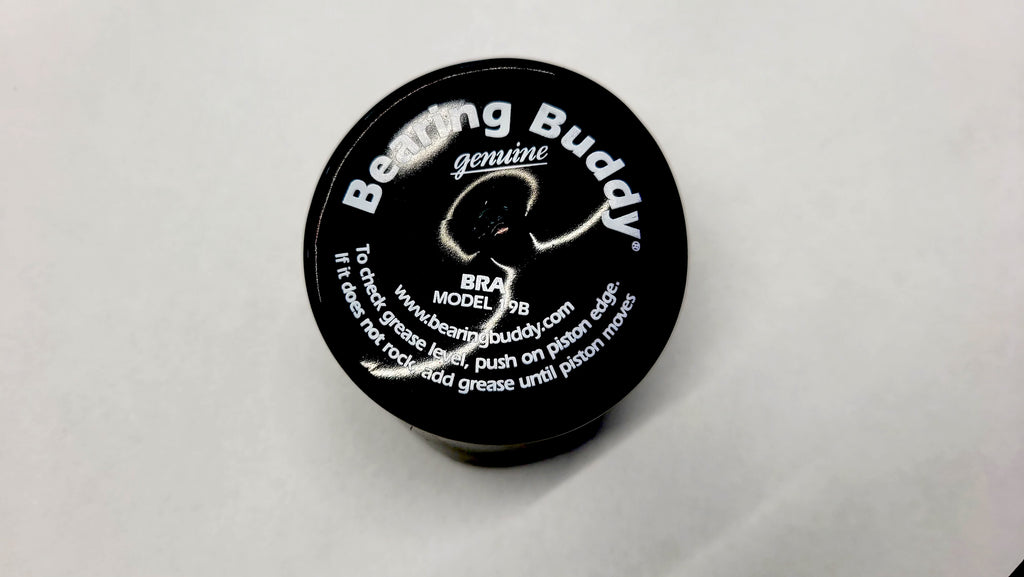 Bearing Buddy®
genuine
BRA
MODEL 19B
www.bearingbuddy.com
To check grease level, push on piston edge.
If it does not rock, add grease until piston moves